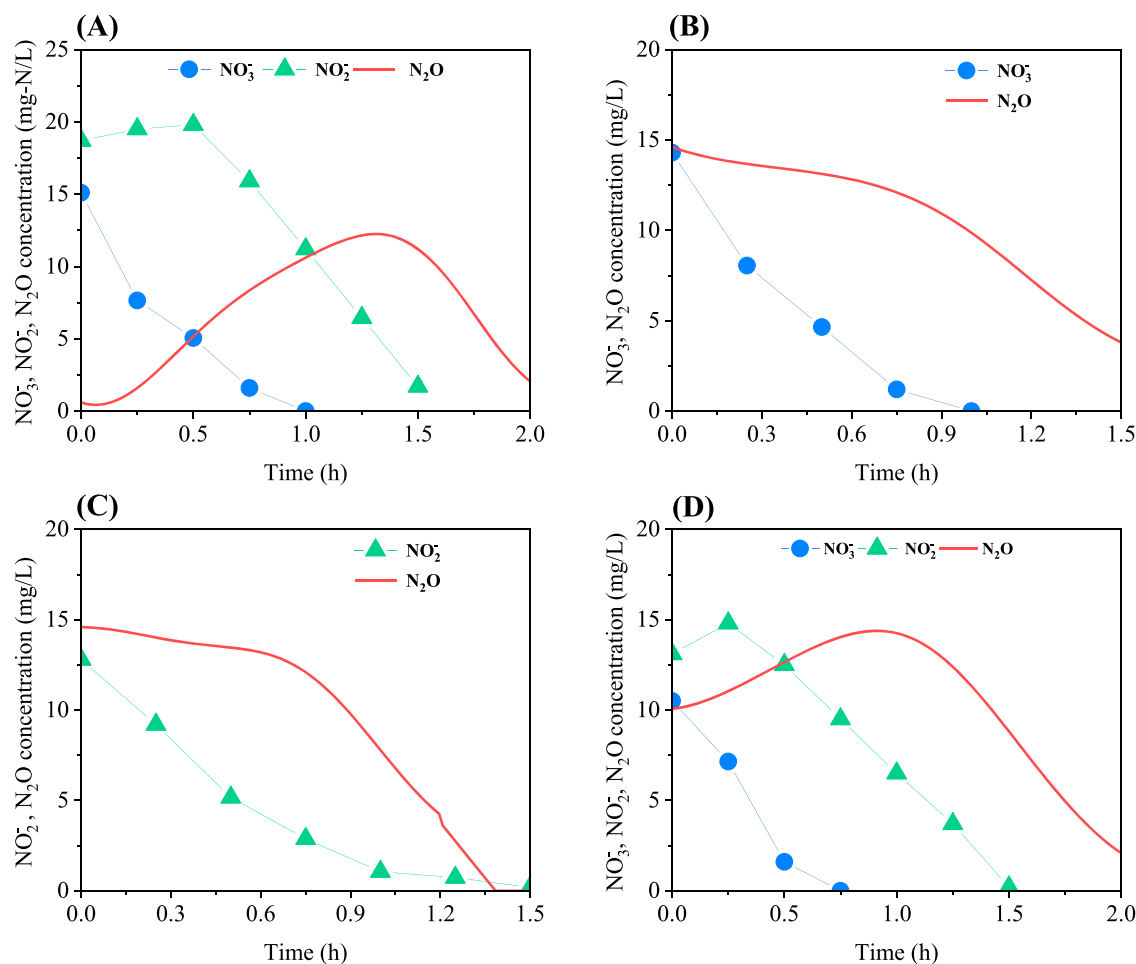 (A)
NO₃⁻ NO₂⁻ N₂O
NO₃⁻, NO₂⁻, N₂O concentration (mg-N/L)
25
20
15
10
5
0
0.0 0.5 1.0 1.5 2.0
Time (h)
(B)
NO₃⁻
N₂O
NO₃⁻, N₂O concentration (mg/L)
20
15
10
5
0
0.0 0.3 0.6 0.9 1.2 1.5
Time (h)
(C)
NO₂⁻
N₂O
NO₂⁻, N₂O concentration (mg/L)
20
15
10
5
0
0.0 0.3 0.6 0.9 1.2 1.5
Time (h)
(D)
NO₃⁻ NO₂⁻ N₂O
NO₃⁻, NO₂⁻, N₂O concentration (mg/L)
20
15
10
5
0
0.0 0.5 1.0 1.5 2.0
Time (h)